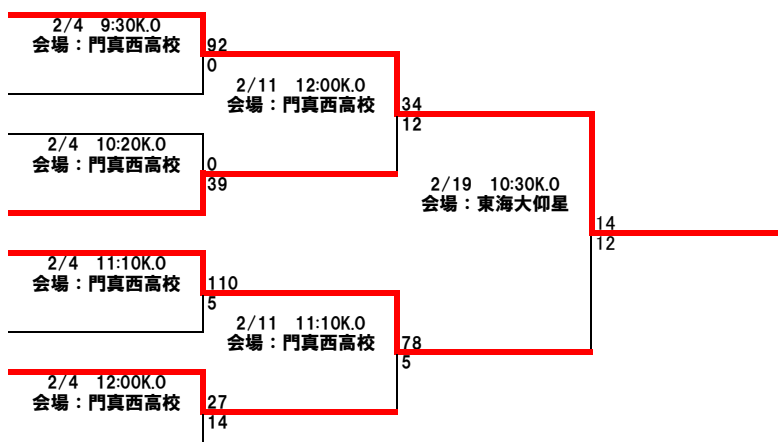 2/4 9:30K.O
会場：門真西高校
92
0
2/11 12:00K.O
会場：門真西高校
34
12
2/4 10:20K.O
会場：門真西高校
0
39
2/19 10:30K.O
会場：東海大仰星
14
12
2/4 11:10K.O
会場：門真西高校
110
5
2/11 11:10K.O
会場：門真西高校
78
5
2/4 12:00K.O
会場：門真西高校
27
14